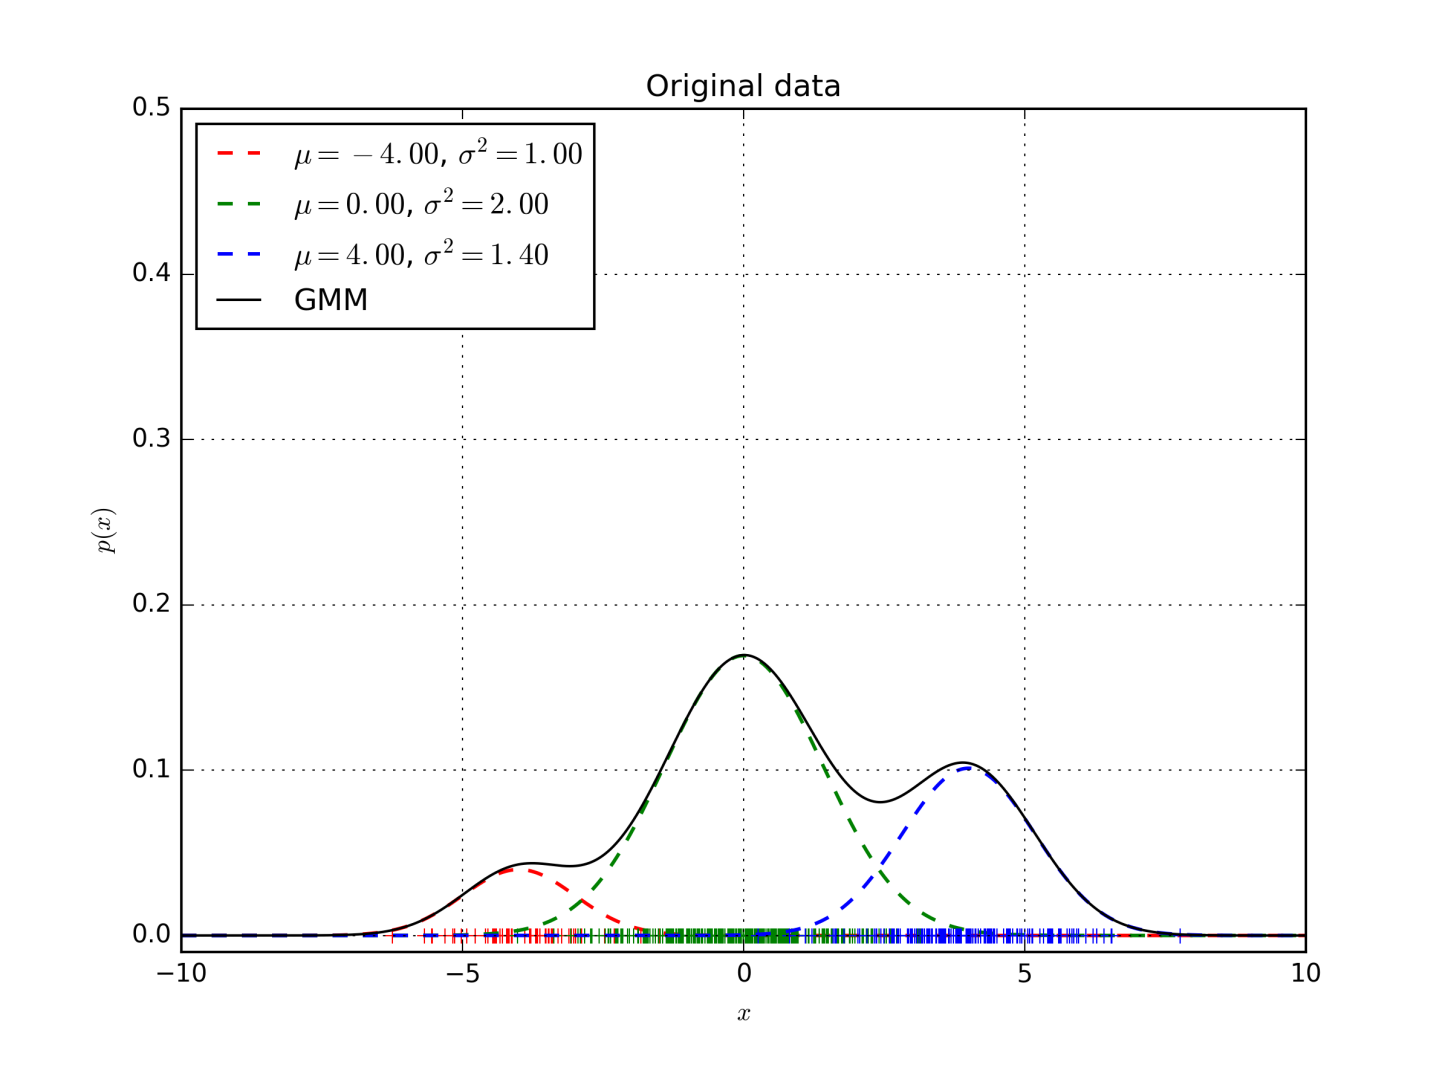 Original data
0.5
0.4
0.3
0.2
0.1
0.0
p(x)
μ = −4.00, σ² = 1.00
μ = 0.00, σ² = 2.00
μ = 4.00, σ² = 1.40
GMM
−10 −5 0 5 10
x